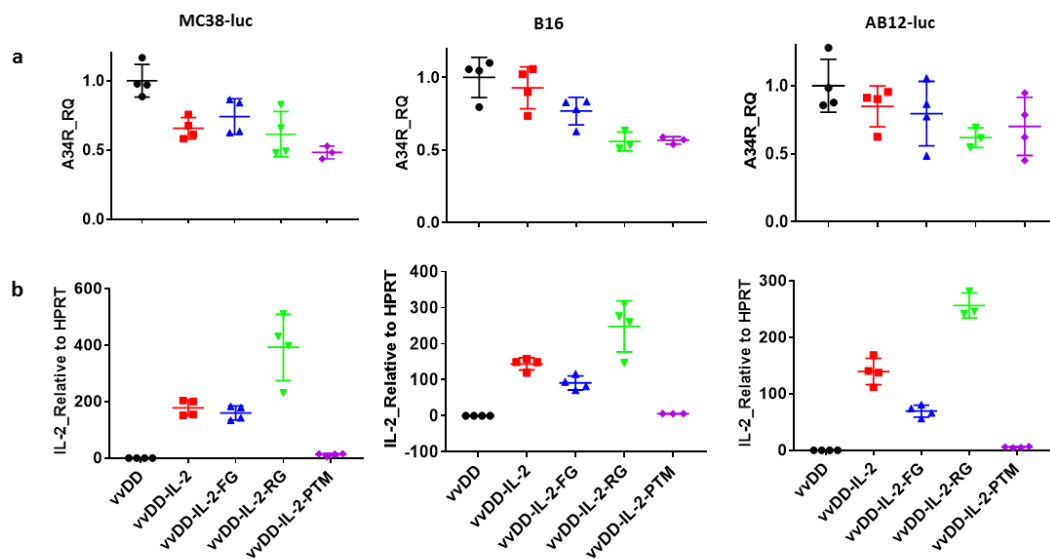 MC38-luc
B16
AB12-luc
a
A34R_RQ
1.0
0.5
0.0
A34R_RQ
1.0
0.5
0.0
A34R_RQ
1.0
0.5
0.0
b
IL-2_Relative to HPRT
600
400
200
0
vvDD
vvDD-IL-2
vvDD-IL-2-FG
vvDD-IL-2-RG
vvDD-IL-2-PTM
IL-2_Relative to HPRT
400
300
200
100
0
-100
vvDD
vvDD-IL-2
vvDD-IL-2-FG
vvDD-IL-2-RG
vvDD-IL-2-PTM
IL-2_Relative to HPRT
300
200
100
0
vvDD
vvDD-IL-2
vvDD-IL-2-FG
vvDD-IL-2-RG
vvDD-IL-2-PTM